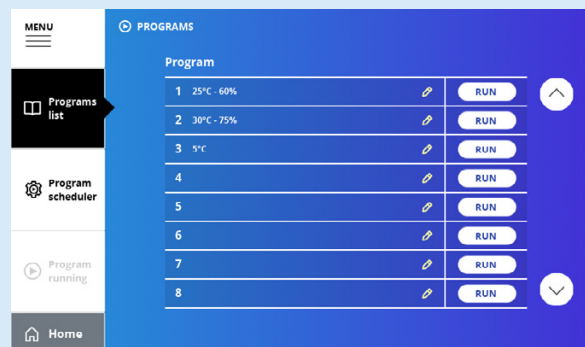 MENU
PROGRAMS
Programs
list
Program
scheduler
Program
running
Home
Program
1 25°C - 60% RUN
2 30°C - 75% RUN
3 5°C RUN
4 RUN
5 RUN
6 RUN
7 RUN
8 RUN